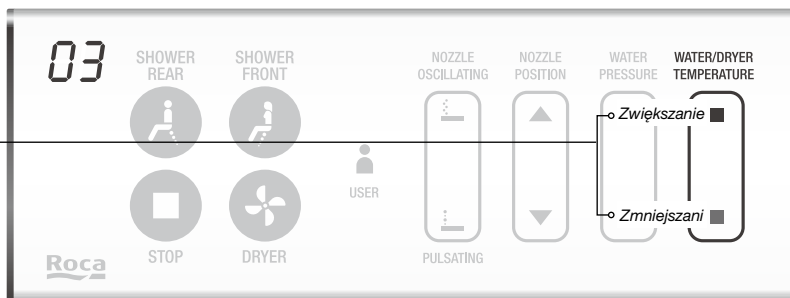 03
SHOWER
REAR
SHOWER
FRONT
NOZZLE
OSCILLATING
NOZZLE
POSITION
WATER
PRESSURE
WATER/DRYER
TEMPERATURE
Zwiększanie
USER
Zmniejszani
STOP
DRYER
PULSATING
Roca